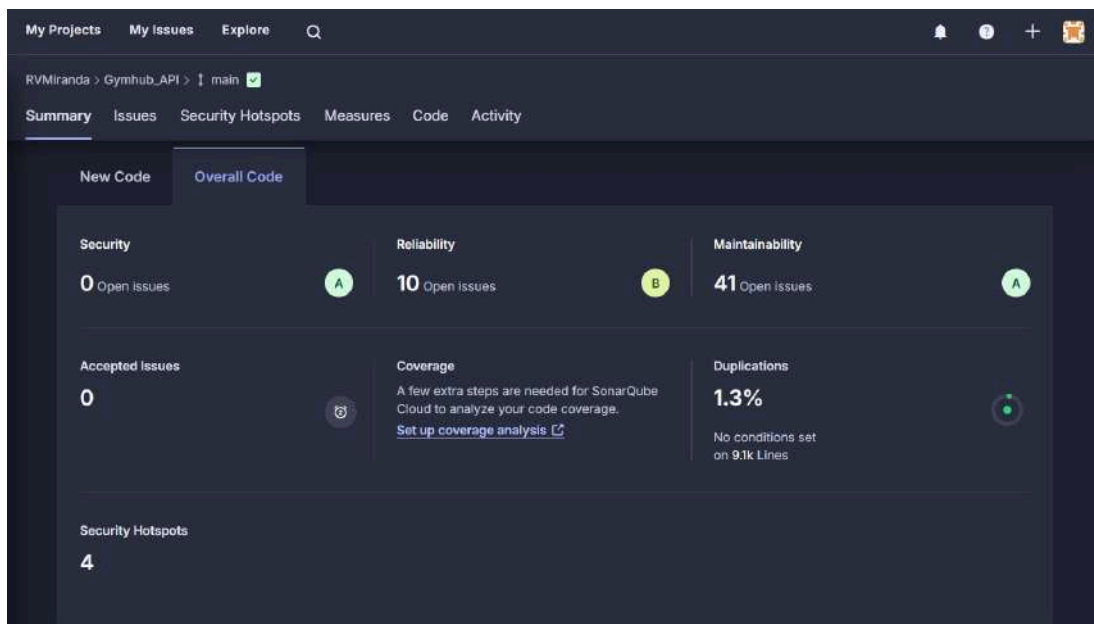 My Projects My Issues Explore
RVMiranda > Gymhub_API > main
Summary Issues Security Hotspots Measures Code Activity
New Code Overall Code
Security
0 Open issues A
Reliability
10 Open issues B
Maintainability
41 Open issues A
Accepted Issues
0
Coverage
A few extra steps are needed for SonarQube
Cloud to analyze your code coverage.
Set up coverage analysis
Duplications
1.3%
No conditions set
on 9.1k Lines
Security Hotspots
4